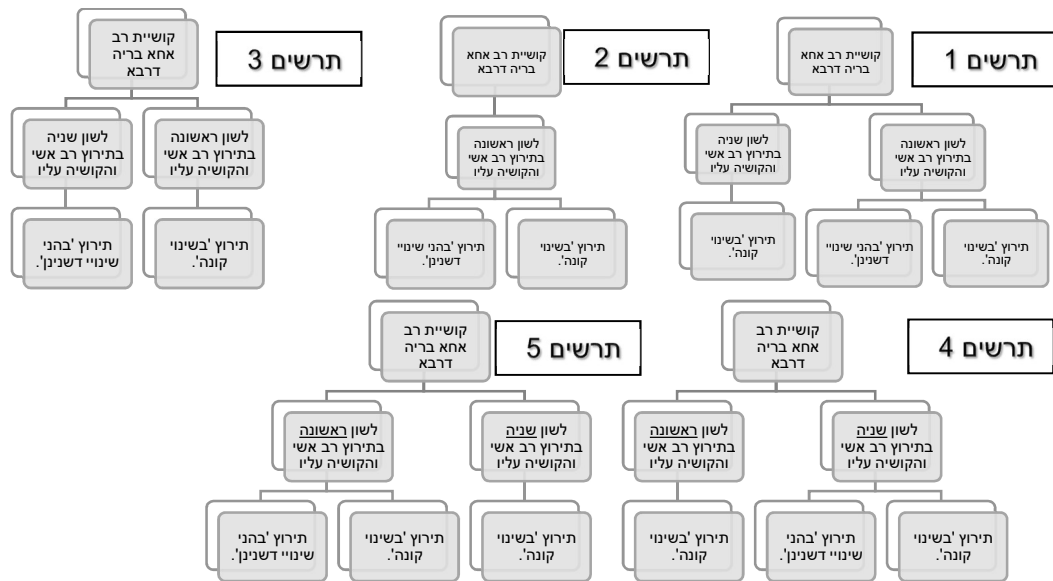 תרשים 1
קושיית רב אחא
בריה דרבא
לשון ראשונה
בתירוץ רב אשי
והקושיה עליו
תירוץ 'בשינוי
קונה'.
תירוץ 'בהני שינויי
דשנינן'.
לשון שניה
בתירוץ רב אשי
והקושיה עליו
תירוץ 'בשינוי
קונה'.
תרשים 2
קושיית רב אחא
בריה דרבא
לשון ראשונה
בתירוץ רב אשי
והקושיה עליו
תירוץ 'בשינוי
קונה'.
תירוץ 'בהני שינויי
דשנינן'.
תרשים 3
קושיית רב
אחא בריה
דרבא
לשון ראשונה
בתירוץ רב אשי
והקושיה עליו
תירוץ 'בשינוי
קונה'.
לשון שניה
בתירוץ רב אשי
והקושיה עליו
תירוץ 'בהני
שינויי דשנינן'.
תרשים 4
קושיית רב
אחא בריה
דרבא
לשון שניה
בתירוץ רב אשי
והקושיה עליו
תירוץ 'בשינוי
קונה'.
תירוץ 'בהני
שינויי דשנינן'.
לשון ראשונה
בתירוץ רב אשי
והקושיה עליו
תירוץ 'בשינוי
קונה'.
תרשים 5
קושיית רב
אחא בריה
דרבא
לשון שניה
בתירוץ רב אשי
והקושיה עליו
תירוץ 'בשינוי
קונה'.
לשון ראשונה
בתירוץ רב אשי
והקושיה עליו
תירוץ 'בשינוי
קונה'.
תירוץ 'בהני
שינויי דשנינן'.